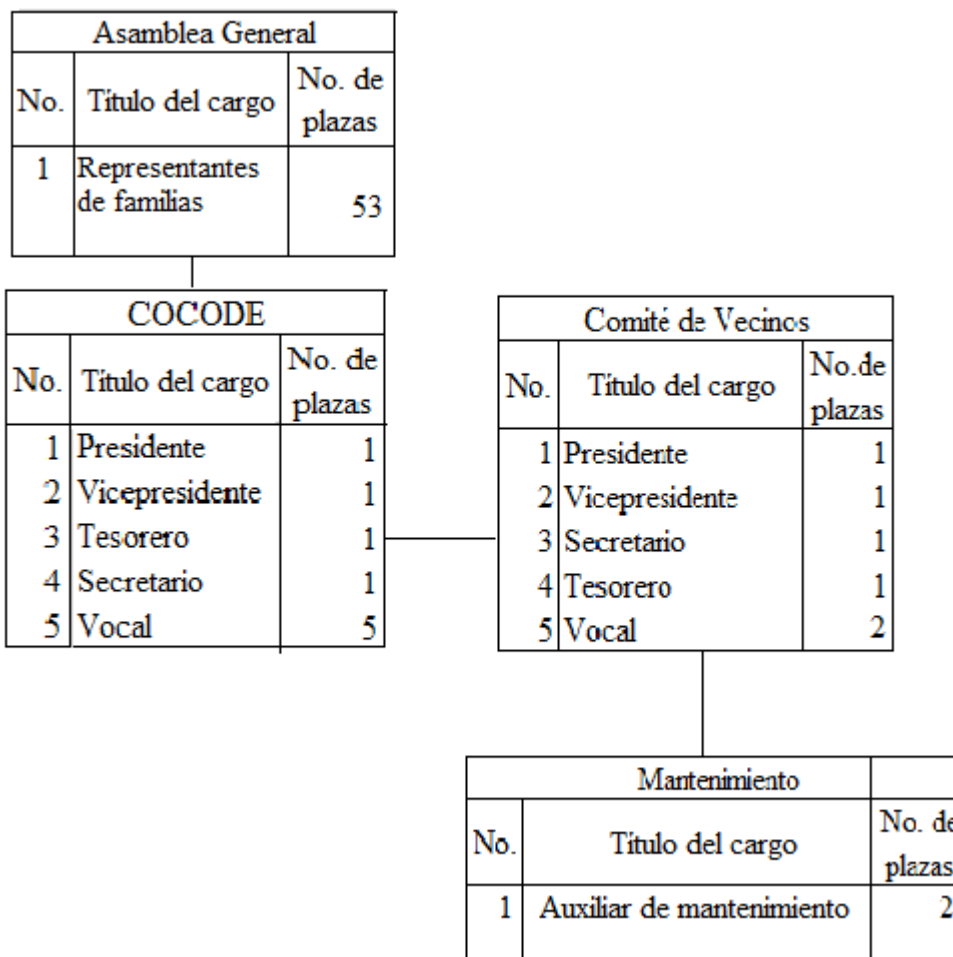 Asamblea General
No. Título del cargo No. de plazas
1 Representantes de familias 53
COCODE
No. Título del cargo No. de plazas
1 Presidente 1
2 Vicepresidente 1
3 Tesorero 1
4 Secretario 1
5 Vocal 5
Comité de Vecinos
No. Título del cargo No.de plazas
1 Presidente 1
2 Vicepresidente 1
3 Secretario 1
4 Tesorero 1
5 Vocal 2
Mantenimiento
No. Título del cargo No. de plazas
1 Auxiliar de mantenimiento 2